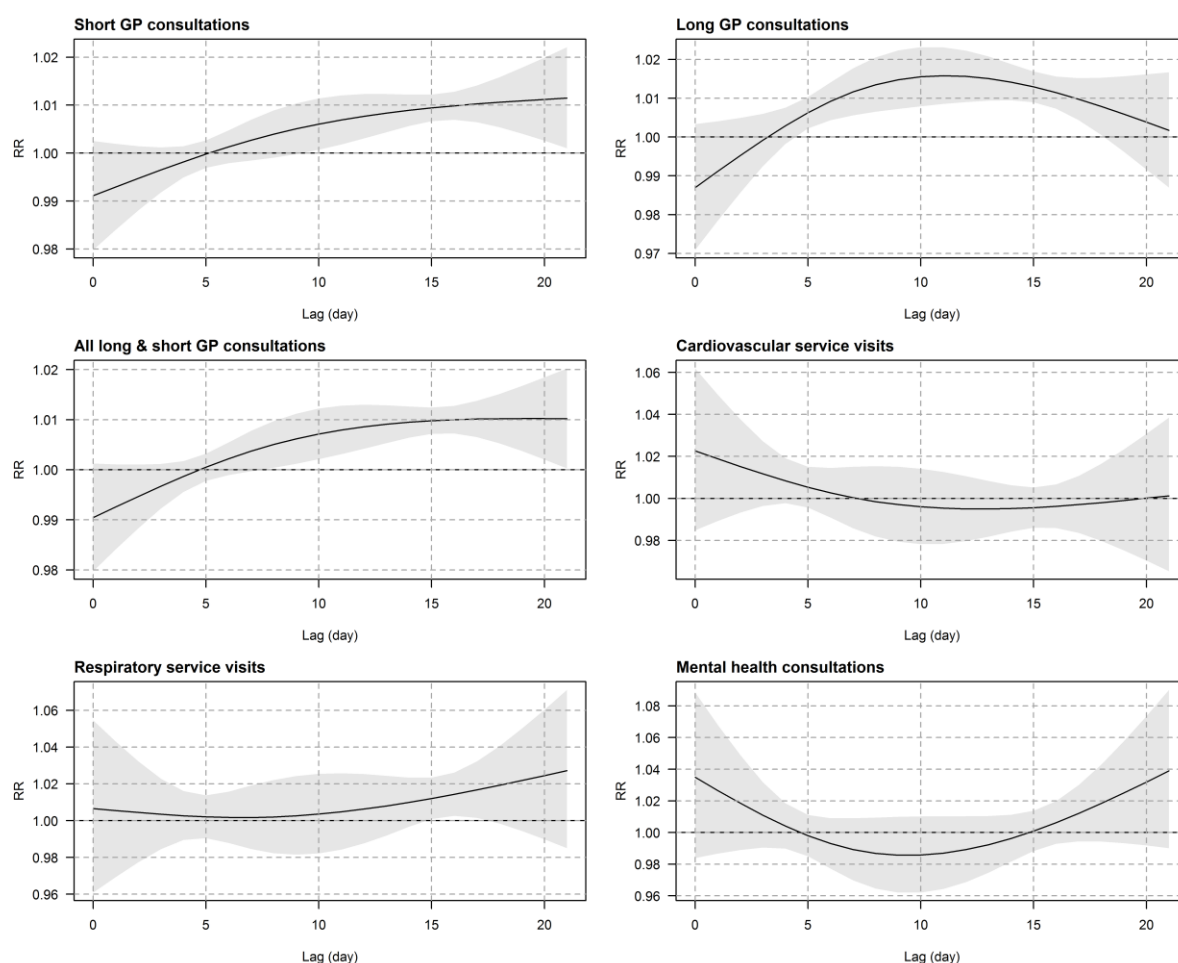 Short GP consultations
1.02
1.01
1.00
0.99
0.98
RR
0 5 10 15 20
Lag (day)
Long GP consultations
1.02
1.01
1.00
0.99
0.98
0.97
RR
0 5 10 15 20
Lag (day)
All long & short GP consultations
1.02
1.01
1.00
0.99
0.98
RR
0 5 10 15 20
Lag (day)
Cardiovascular service visits
1.06
1.04
1.02
1.00
0.98
RR
0 5 10 15 20
Lag (day)
Respiratory service visits
1.06
1.04
1.02
1.00
0.98
0.96
RR
0 5 10 15 20
Lag (day)
Mental health consultations
1.08
1.06
1.04
1.02
1.00
0.98
0.96
RR
0 5 10 15 20
Lag (day)